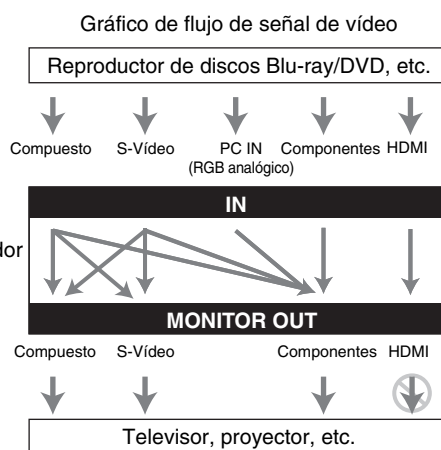 Gráfico de flujo de señal de vídeo
Reproductor de discos Blu-ray/DVD, etc.
Compuesto S-Vídeo PC IN Componentes HDMI
(RGB analógico)
IN
MONITOR OUT
Compuesto S-Vídeo Componentes HDMI
Televisor, proyector, etc.